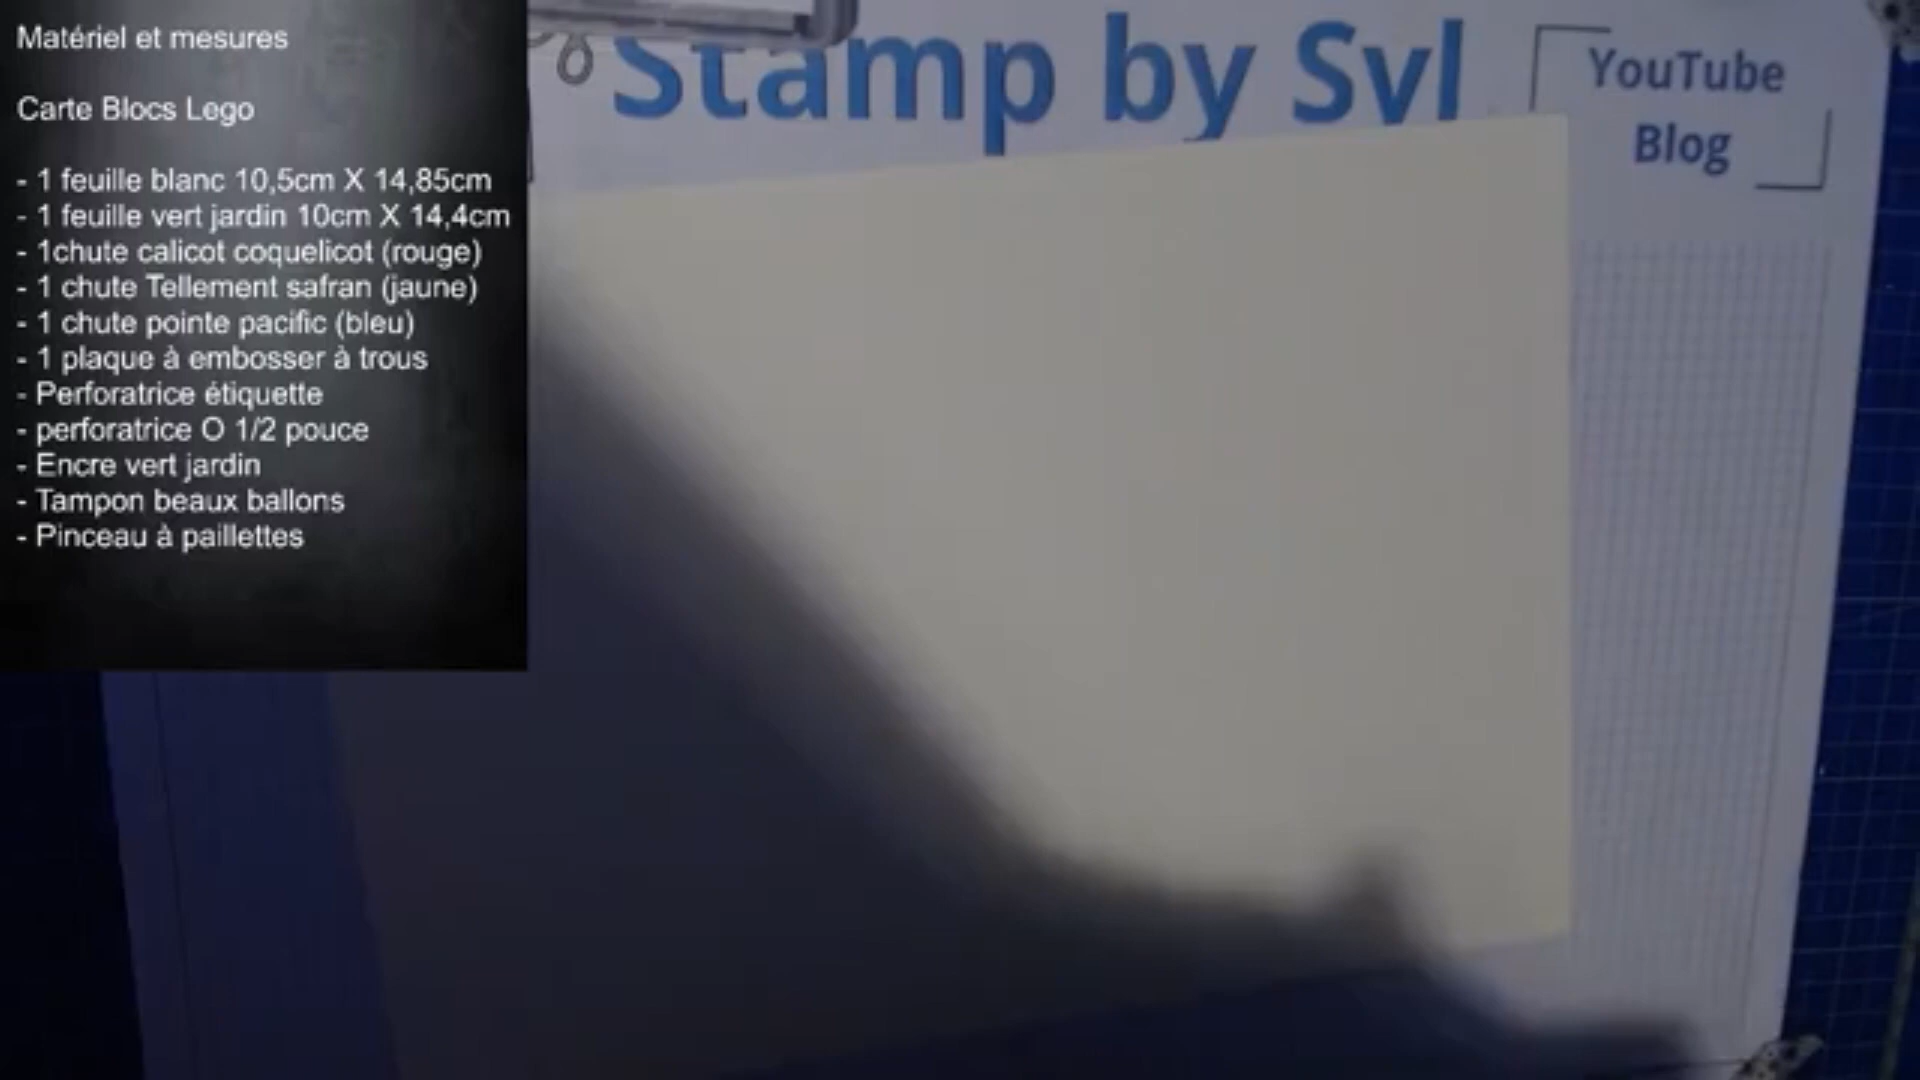 Matériel et mesures
Carte Blocs Lego
- 1 feuille blanc 10,5cm X 14,85cm
- 1 feuille vert jardin 10cm X 14,4cm
- 1chute calicot coquelicot (rouge)
- 1 chute Tellement safran (jaune)
- 1 chute pointe pacific (bleu)
- 1 plaque à embosser à trous
- Perforatrice étiquette
- perforatrice O 1/2 pouce
- Encre vert jardin
- Tampon beaux ballons
- Pinceau à paillettes
Stamp by Syl
YouTube
Blog